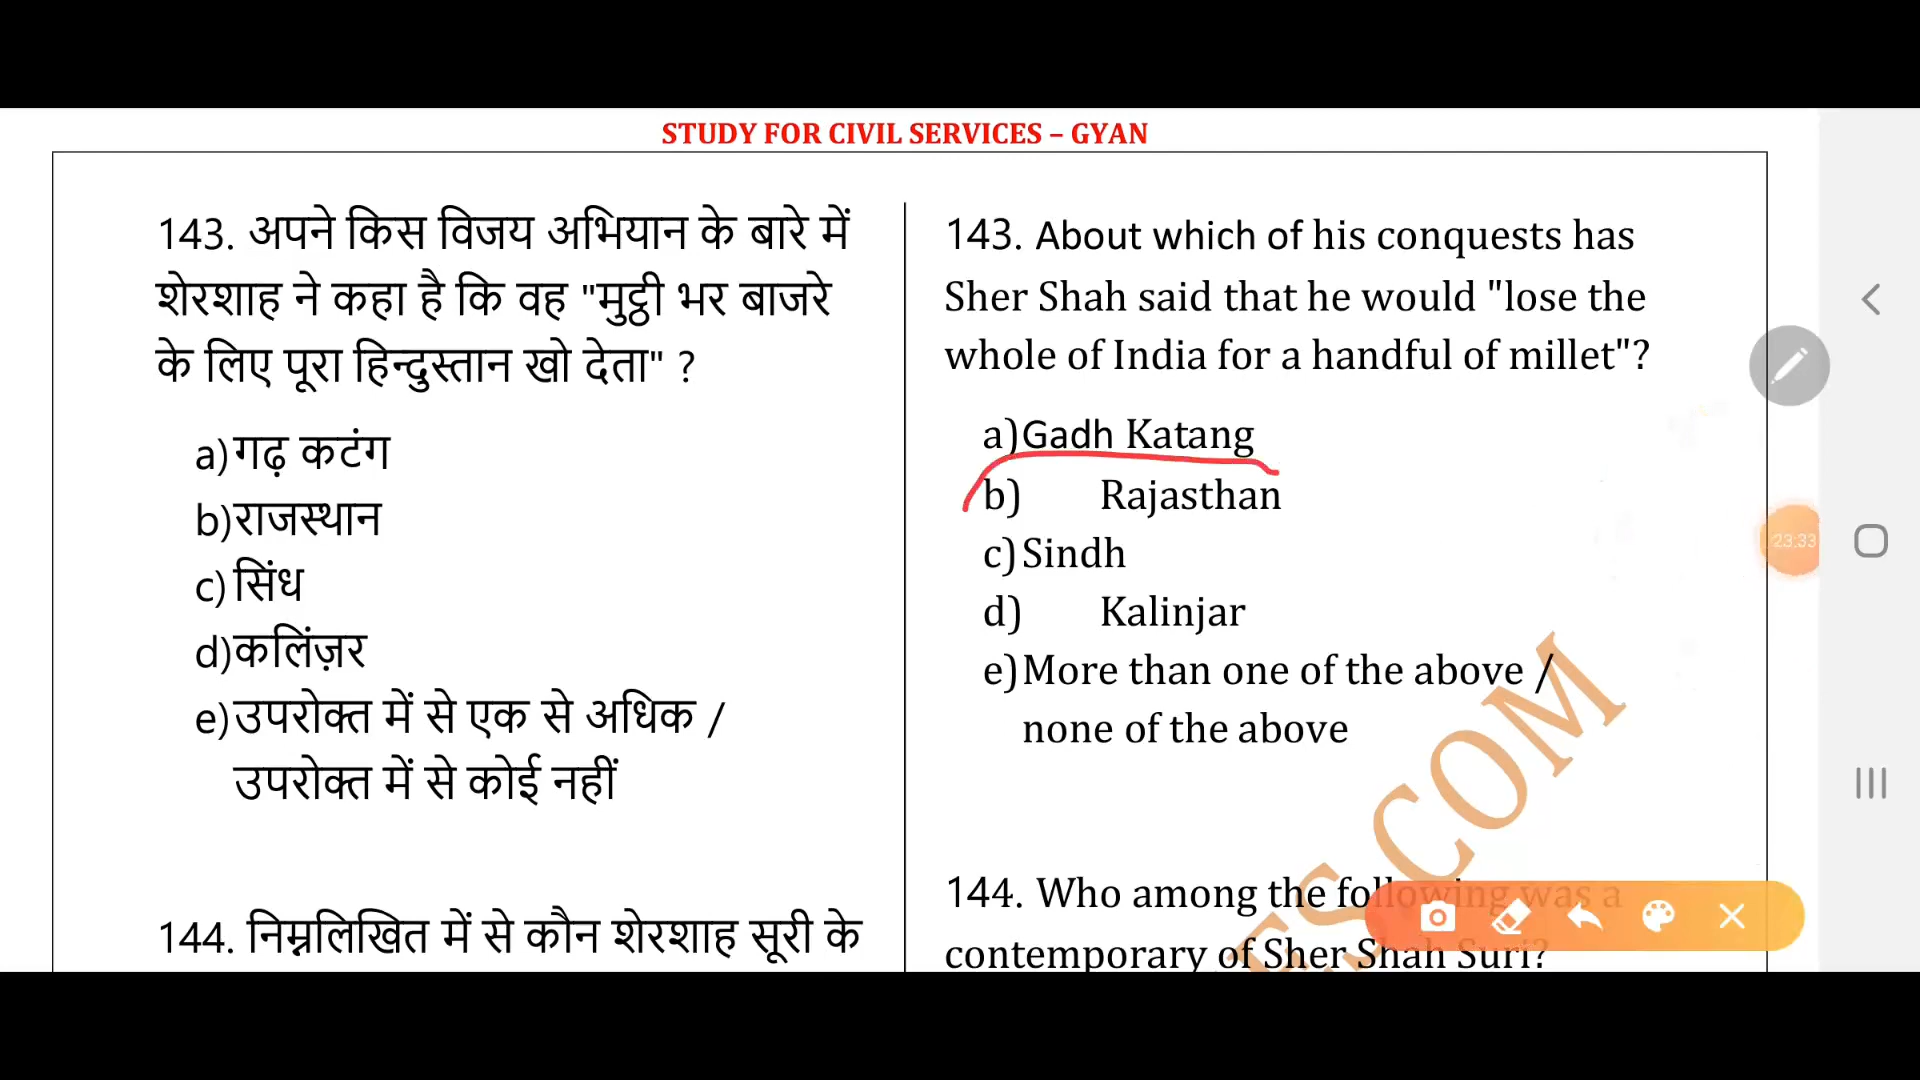 STUDY FOR CIVIL SERVICES – GYAN
143. अपने किस विजय अभियान के बारे में
शेरशाह ने कहा है कि वह "मुट्ठी भर बाजरे
के लिए पूरा हिन्दुस्तान खो देता" ?
a)गढ़ कटंग
b)राजस्थान
c)सिंध
d)कलिंज़र
e)उपरोक्त में से एक से अधिक /
उपरोक्त में से कोई नहीं
144. निम्नलिखित में से कौन शेरशाह सूरी के
143. About which of his conquests has
Sher Shah said that he would "lose the
whole of India for a handful of millet"?
a)Gadh Katang
b) Rajasthan
c)Sindh
d) Kalinjar
e)More than one of the above /
none of the above
144. Who among the following was a
contemporary of Sher Shah Suri?
ES.COM
23:33